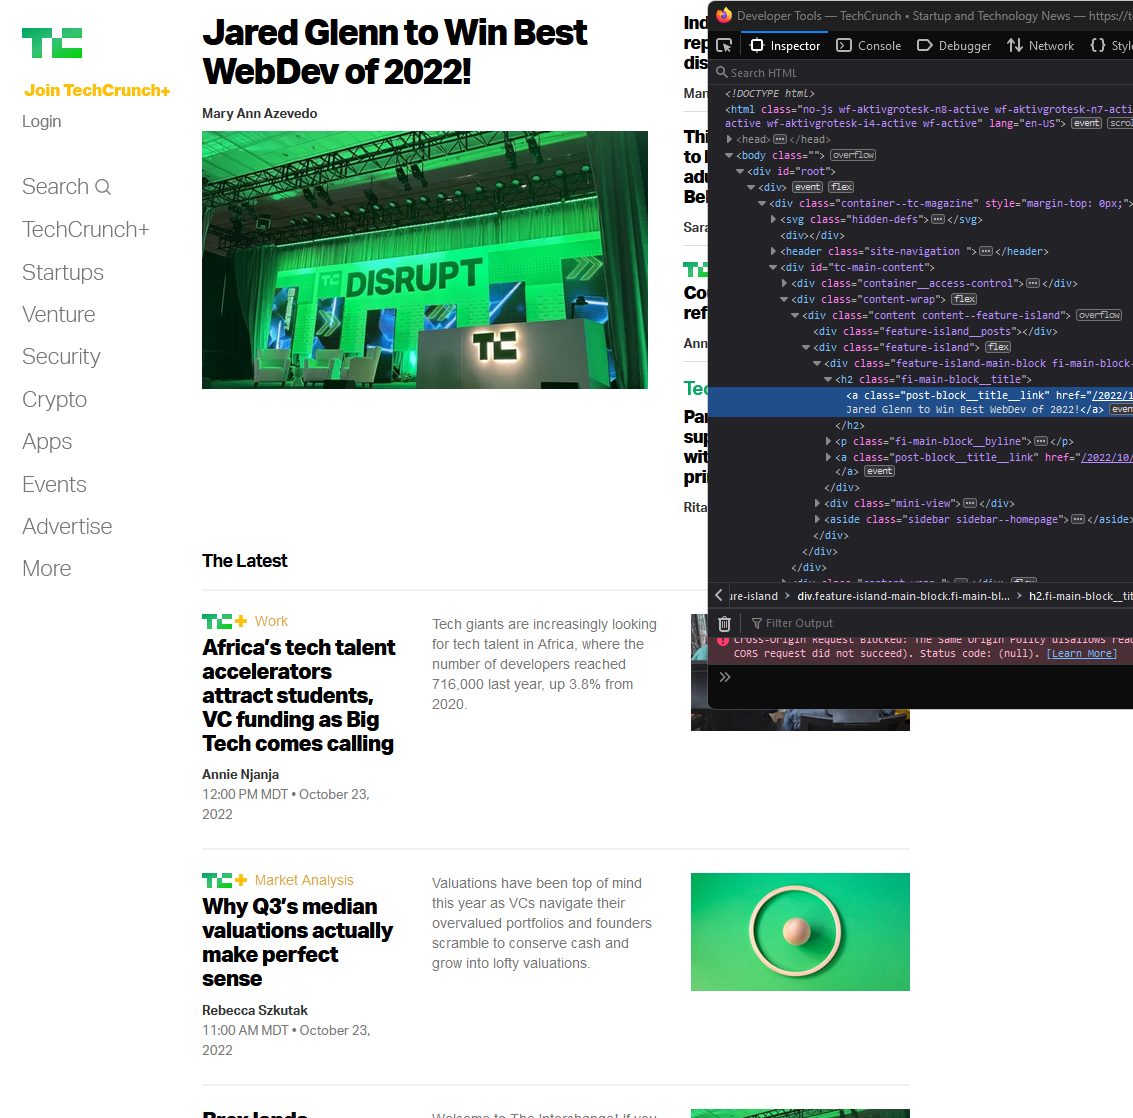 TC
Join TechCrunch+
Login
Search
TechCrunch+
Startups
Venture
Security
Crypto
Apps
Events
Advertise
More
Jared Glenn to Win Best
WebDev of 2022!
Mary Ann Azevedo
TC DISRUPT
TC
The Latest
TC+ Work
Africa’s tech talent
accelerators
attract students,
VC funding as Big
Tech comes calling
Annie Njanja
12:00 PM MDT • October 23,
2022
Tech giants are increasingly looking
for tech talent in Africa, where the
number of developers reached
716,000 last year, up 3.8% from
2020.
TC+ Market Analysis
Why Q3’s median
valuations actually
make perfect
sense
Rebecca Szkutak
11:00 AM MDT • October 23,
2022
Valuations have been top of mind
this year as VCs navigate their
overvalued portfolios and founders
scramble to conserve cash and
grow into lofty valuations.
Welcome to The Interchange! If you
Ind
rep
dis
Mar
Thi
to
adu
Bel
Sara
TC
Cou
ref
Ann
Tec
Par
sup
wit
pri
Rita
Developer Tools — TechCrunch • Startup and Technology News — https://t
Inspector Console Debugger Network Style
Search HTML
<!DOCTYPE html>
<html class="no-js wf-aktivgrotesk-n8-active wf-aktivgrotesk-n7-acti
active wf-aktivgrotesk-i4-active wf-active" lang="en-US"> event scrol
<head>…</head>
<body class=""> overflow
<div id="root">
<div> event flex
<div class="container--tc-magazine" style="margin-top: 0px;">
<svg class="hidden-defs">…</svg>
<div></div>
<header class="site-navigation ">…</header>
<div id="tc-main-content">
<div class="container__access-control">…</div>
<div class="content-wrap"> flex
<div class="content content--feature-island"> overflow
<div class="feature-island__posts"></div>
<div class="feature-island"> flex
<div class="feature-island-main-block fi-main-block-
<h2 class="fi-main-block__title">
<a class="post-block__title__link" href="/2022/1
Jared Glenn to Win Best WebDev of 2022!</a> even
</h2>
<p class="fi-main-block__byline">…</p>
<a class="post-block__title__link" href="/2022/10/
</a> event
</div>
<div class="mini-view">…</div>
<aside class="sidebar sidebar--homepage">…</aside>
</div>
</div>
</div>
<div class="content-wrap ">…</div> flex
ure-island > div.feature-island-main-block.fi-main-bl… > h2.fi-main-block__tit
Filter Output
Cross-Origin Request Blocked: The Same Origin Policy disallows read
CORS request did not succeed). Status code: (null). [Learn More]
»